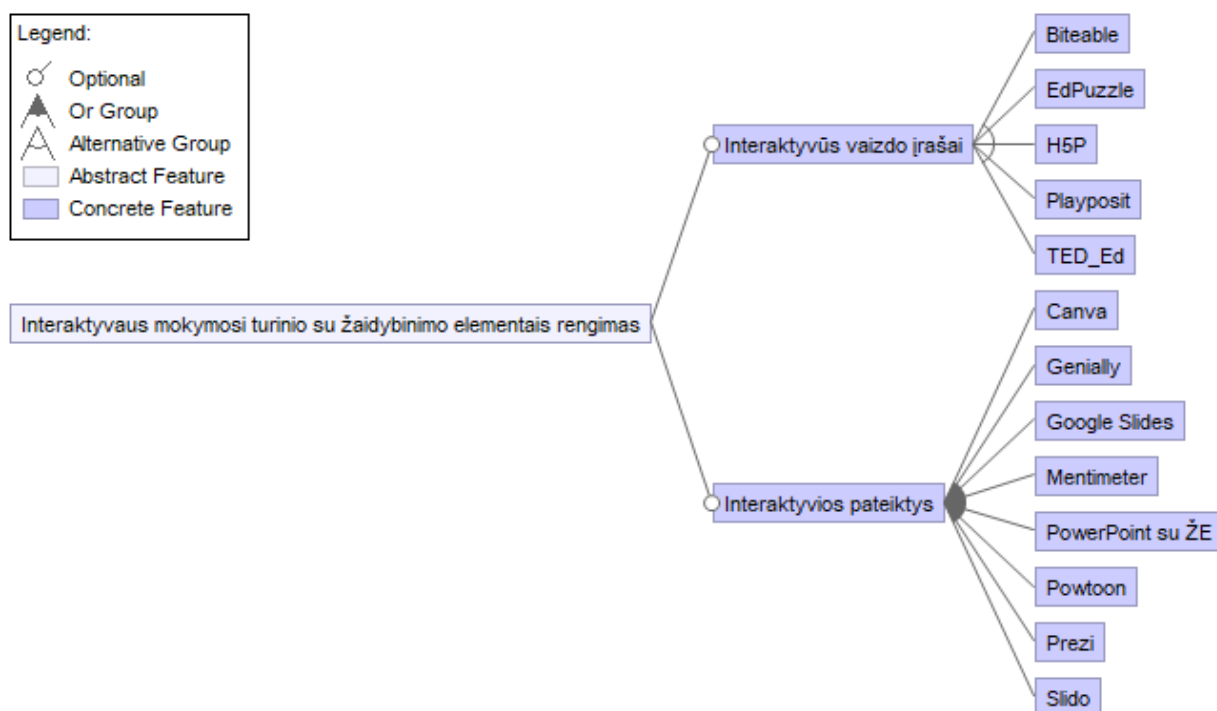 Legend:
Optional
Or Group
Alternative Group
Abstract Feature
Concrete Feature
Interaktyvaus mokymosi turinio su žaidybinimo elementais rengimas
Interaktyvūs vaizdo įrašai
Biteable
EdPuzzle
H5P
Playposit
TED_Ed
Interaktyvios pateiktys
Canva
Genially
Google Slides
Mentimeter
PowerPoint su ŽE
Powtoon
Prezi
Slido